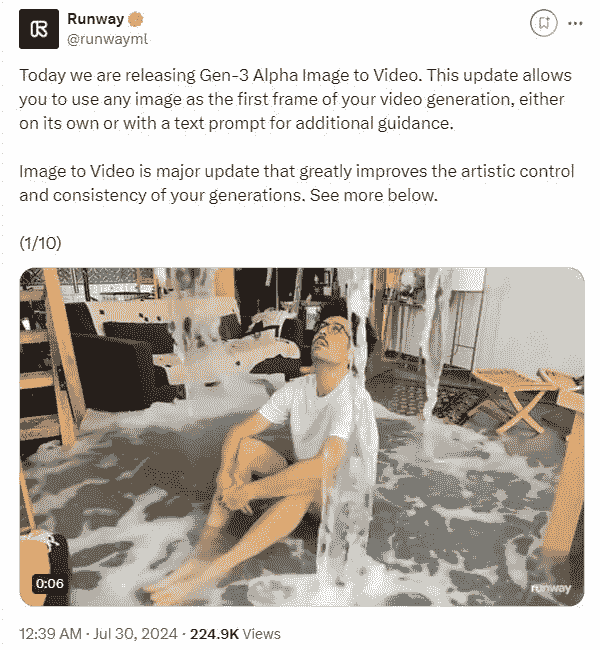 Runway
@runwayml
Today we are releasing Gen-3 Alpha Image to Video. This update allows
you to use any image as the first frame of your video generation, either
on its own or with a text prompt for additional guidance.
Image to Video is major update that greatly improves the artistic control
and consistency of your generations. See more below.
(1/10)
0:06
runway
12:39 AM · Jul 30, 2024 · 224.9K Views